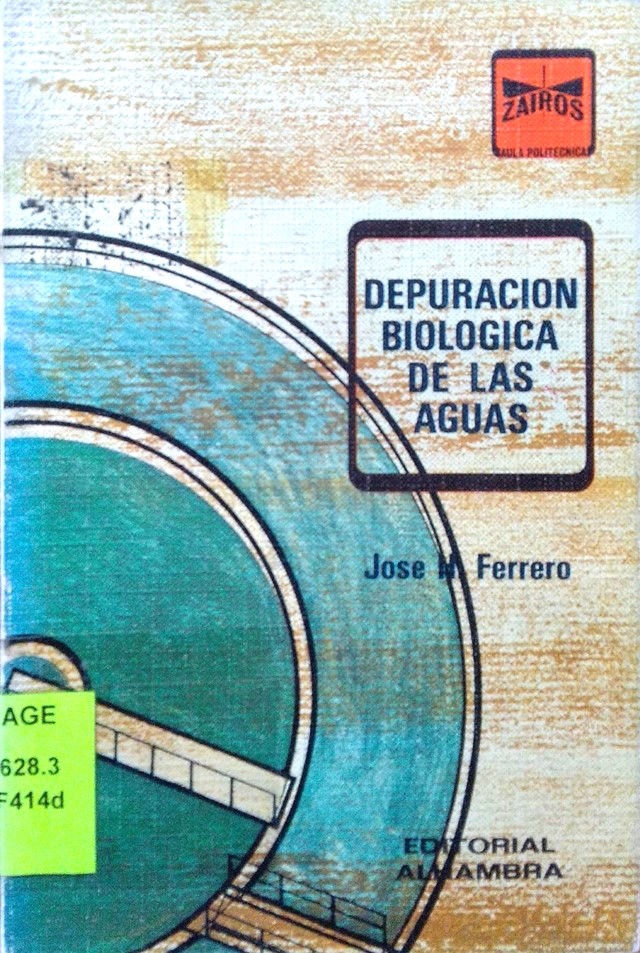 ZAIROS
AULA POLITECNICA
DEPURACION
BIOLOGICA
DE LAS
AGUAS
Jose Ferrero
EDITORIAL
ALHAMBRA
AGE
628.3
F414d